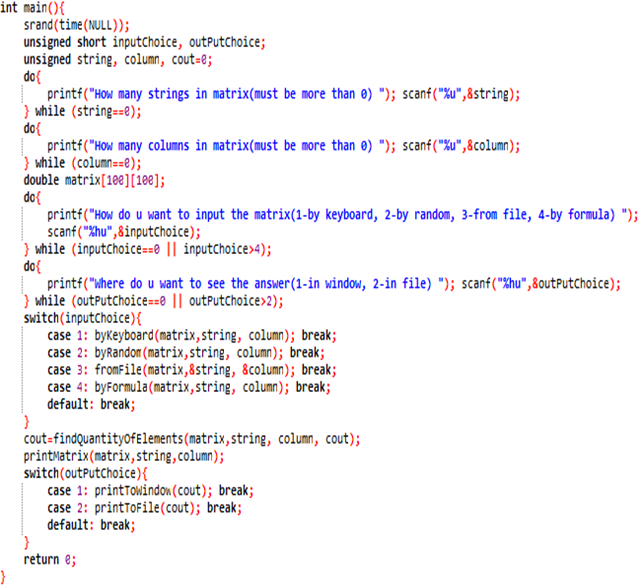 int main(){
srand(time(NULL));
unsigned short inputChoice, outPutChoice;
unsigned string, column, cout=0;
do{
printf("How many strings in matrix(must be more than 0) "); scanf("%u",&string);
} while (string==0);
do{
printf("How many columns in matrix(must be more than 0) "); scanf("%u",&column);
} while (column==0);
double matrix[100][100];
do{
printf("How do u want to input the matrix(1-by keyboard, 2-by random, 3-from file, 4-by formula) ");
scanf("%hu",&inputChoice);
} while (inputChoice==0 || inputChoice>4);
do{
printf("Where do u want to see the answer(1-in window, 2-in file) "); scanf("%hu",&outPutChoice);
} while (outPutChoice==0 || outPutChoice>2);
switch(inputChoice){
case 1: byKeyboard(matrix,string, column); break;
case 2: byRandom(matrix,string, column); break;
case 3: fromFile(matrix,&string, &column); break;
case 4: byFormula(matrix,string, column); break;
default: break;
}
cout=findQuantityOfElements(matrix,string, column, cout);
printMatrix(matrix,string,column);
switch(outPutChoice){
case 1: printToWindow(cout); break;
case 2: printToFile(cout); break;
default: break;
}
return 0;
}